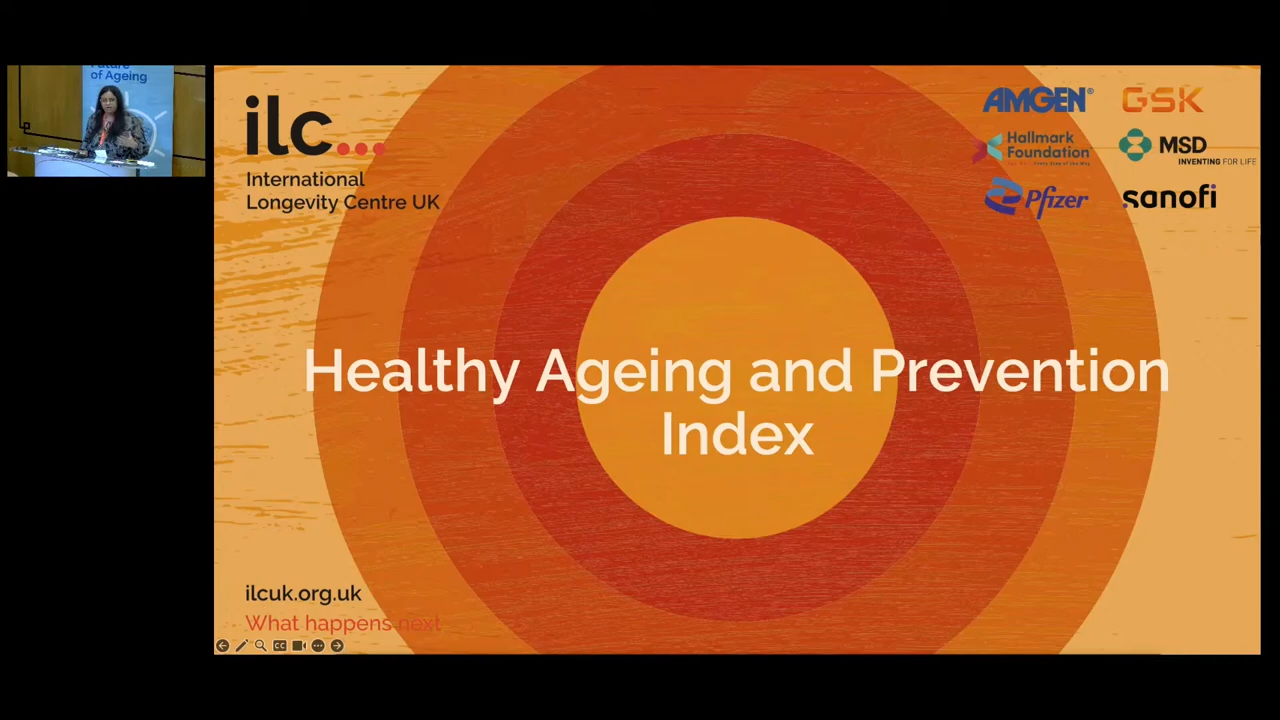 of Ageing
ilc...
International
Longevity Centre UK
AMGEN®
GSK
Hallmark
Foundation
MSD
INVENTING FOR LIFE
Pfizer
sanofi
Healthy Ageing and Prevention
Index
ilcuk.org.uk
What happens next
CC